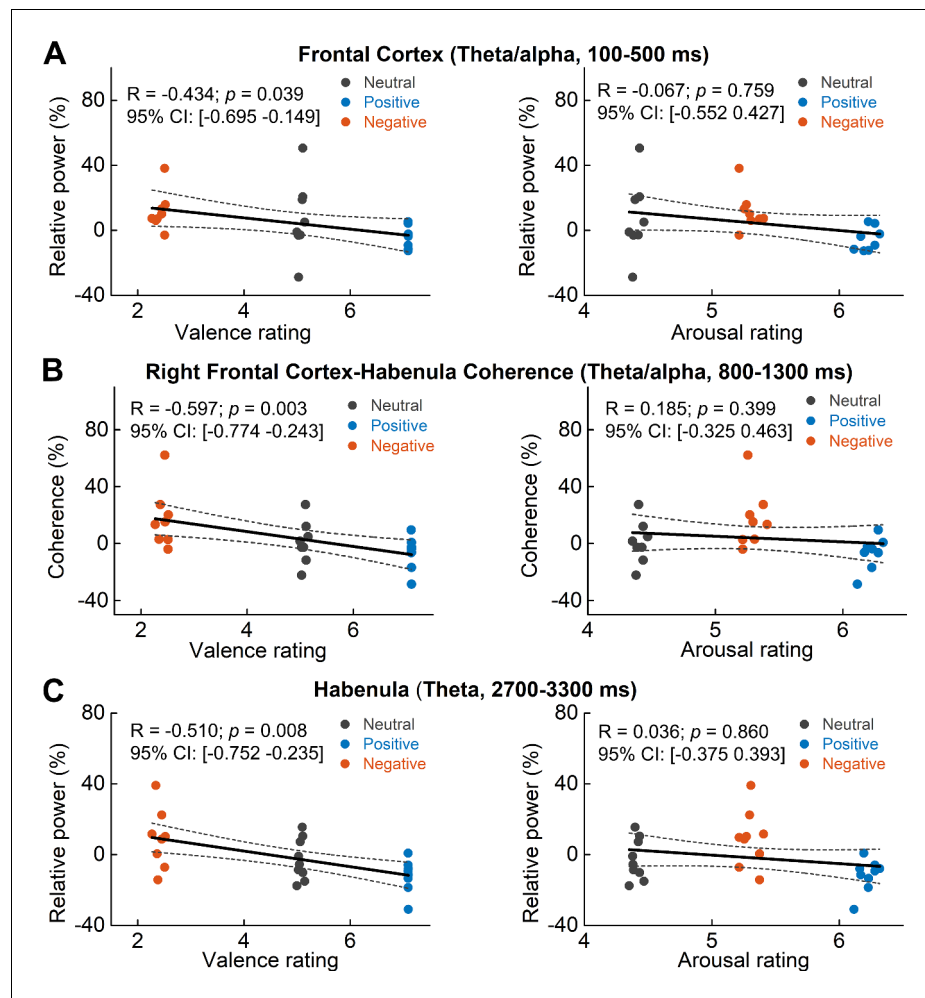 A
Frontal Cortex (Theta/alpha, 100-500 ms)
R = -0.434; p = 0.039
95% CI: [-0.695 -0.149]
Neutral
Positive
Negative
Relative power (%)
80
40
0
-40
2
4
6
Valence rating
R = -0.067; p = 0.759
95% CI: [-0.552 0.427]
Neutral
Positive
Negative
Relative power (%)
80
40
0
-40
4
5
6
Arousal rating
B
Right Frontal Cortex-Habenula Coherence (Theta/alpha, 800-1300 ms)
R = -0.597; p = 0.003
95% CI: [-0.774 -0.243]
Neutral
Positive
Negative
Coherence (%)
80
40
0
-40
2
4
6
Valence rating
R = 0.185; p = 0.399
95% CI: [-0.325 0.463]
Neutral
Positive
Negative
Coherence (%)
80
40
0
-40
4
5
6
Arousal rating
C
Habenula (Theta, 2700-3300 ms)
R = -0.510; p = 0.008
95% CI: [-0.752 -0.235]
Neutral
Positive
Negative
Relative power (%)
80
40
0
-40
2
4
6
Valence rating
R = 0.036; p = 0.860
95% CI: [-0.375 0.393]
Neutral
Positive
Negative
Relative power (%)
80
40
0
-40
4
5
6
Arousal rating